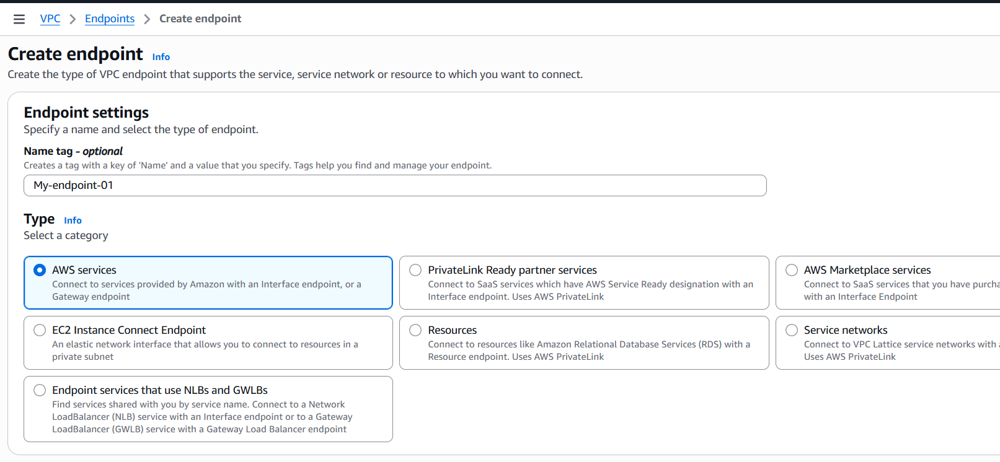 VPC > Endpoints > Create endpoint
Create endpoint Info
Create the type of VPC endpoint that supports the service, service network or resource to which you want to connect.
Endpoint settings
Specify a name and select the type of endpoint.
Name tag - optional
Creates a tag with a key of 'Name' and a value that you specify. Tags help you find and manage your endpoint.
My-endpoint-01
Type Info
Select a category
AWS services
Connect to services provided by Amazon with an Interface endpoint, or a
Gateway endpoint
PrivateLink Ready partner services
Connect to SaaS services which have AWS Service Ready designation with an
Interface endpoint. Uses AWS PrivateLink
AWS Marketplace services
Connect to SaaS services that you have
with an Interface Endpoint
EC2 Instance Connect Endpoint
An elastic network interface that allows you to connect to resources in a
private subnet
Resources
Connect to resources like Amazon Relational Database Services (RDS) with a
Resource endpoint. Uses AWS PrivateLink
Service networks
Connect to VPC Lattice service networks with
Uses AWS PrivateLink
Endpoint services that use NLBs and GWLBs
Find services shared with you by service name. Connect to a Network
LoadBalancer (NLB) service with an Interface endpoint or to a Gateway
LoadBalancer (GWLB) service with a Gateway Load Balancer endpoint